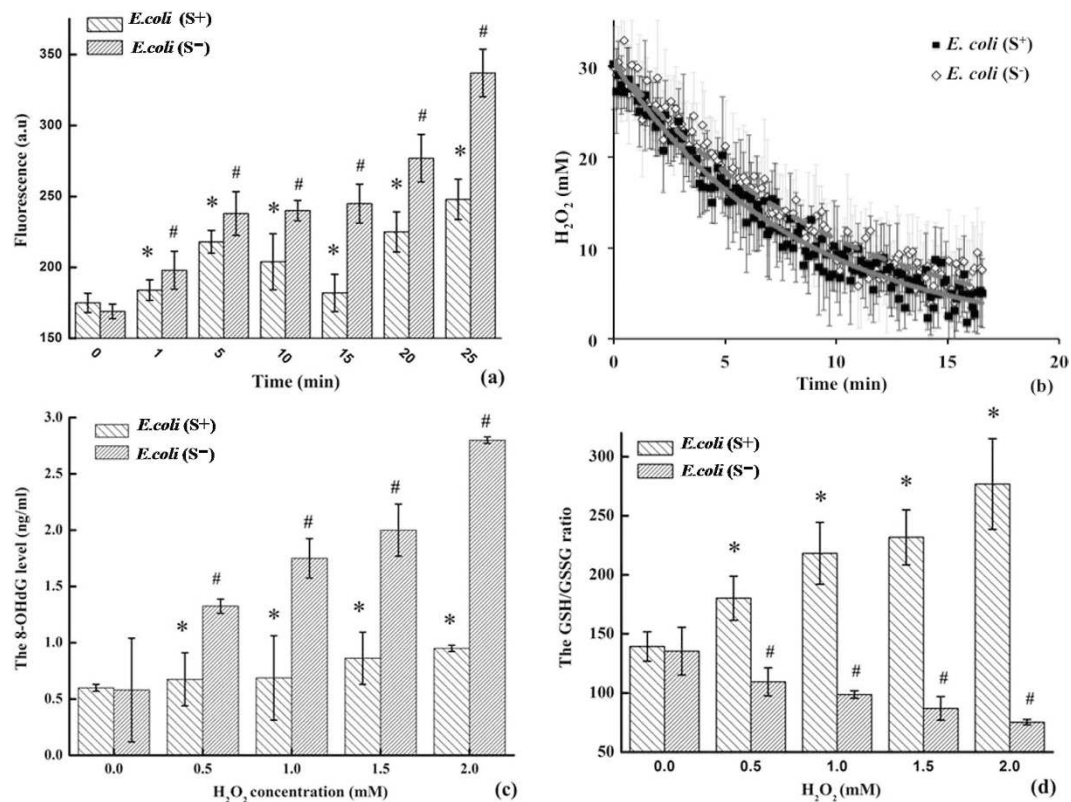 E.coli (S+)
E.coli (S−)
350
300
250
200
150
Fluorescence (a.u)
* # * # * # * # * # * #
0 1 5 10 15 20 25
Time (min)
(a)
E. coli (S⁺)
E. coli (S⁻)
30
20
10
0
H₂O₂ (mM)
0 5 10 15 20
Time (min)
(b)
E.coli (S+)
E.coli (S−)
3.0
2.5
2.0
1.5
1.0
0.5
0.0
The 8-OHdG level (ng/ml)
* # * # * # * #
0.0 0.5 1.0 1.5 2.0
H₂O₂ concentration (mM)
(c)
E.coli (S+)
E.coli (S−)
300
250
200
150
100
50
The GSH/GSSG ratio
* # * # * # * #
0.0 0.5 1.0 1.5 2.0
H₂O₂ (mM)
(d)